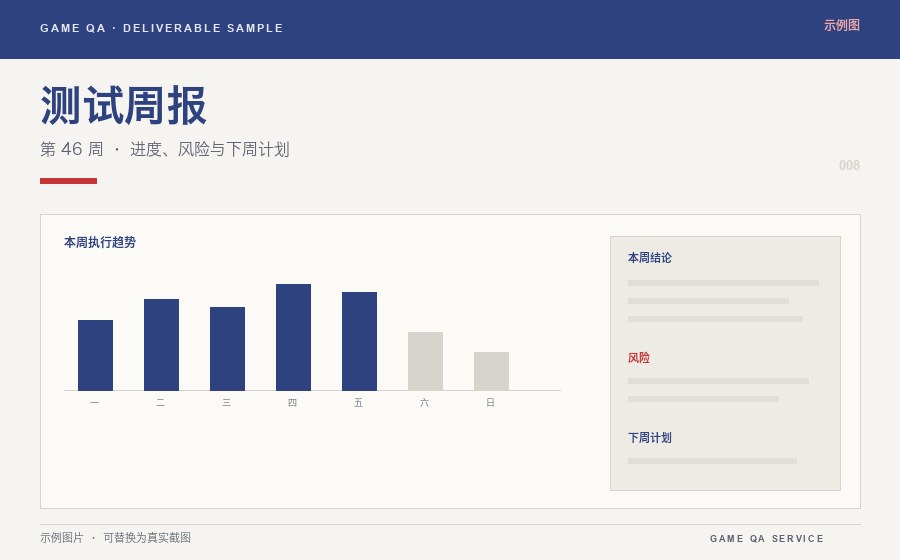 GAME QA · DELIVERABLE SAMPLE
示例图
测试周报
第 46 周 · 进度、风险与下周计划
008
本周执行趋势
一 二 三 四 五 六 日
本周结论
风险
下周计划
示例图片 · 可替换为真实截图
GAME QA SERVICE